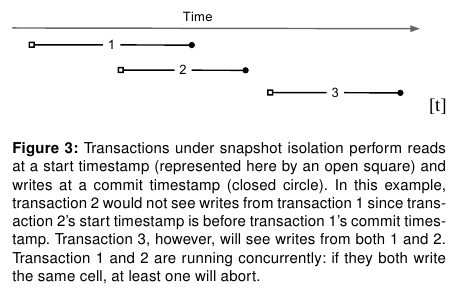 Time
1
2
3
[t]
Figure 3: Transactions under snapshot isolation perform reads
at a start timestamp (represented here by an open square) and
writes at a commit timestamp (closed circle). In this example,
transaction 2 would not see writes from transaction 1 since trans-
action 2's start timestamp is before transaction 1's commit times-
tamp. Transaction 3, however, will see writes from both 1 and 2.
Transaction 1 and 2 are running concurrently: if they both write
the same cell, at least one will abort.